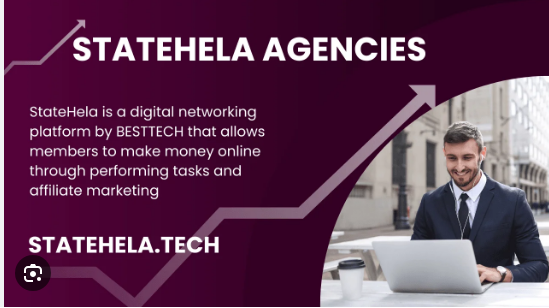 STATEHELA AGENCIES
StateHela is a digital networking
platform by BESTTECH that allows
members to make money online
through performing tasks and
affiliate marketing
STATEHELA.TECH